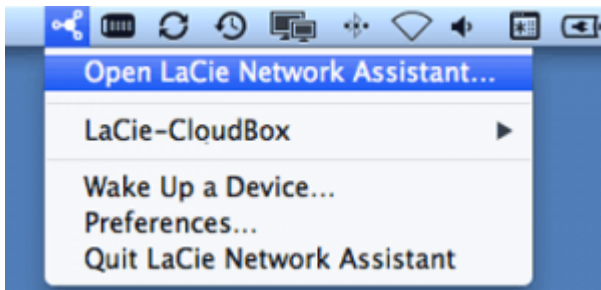 Open LaCie Network Assistant...
LaCie-CloudBox
Wake Up a Device...
Preferences...
Quit LaCie Network Assistant